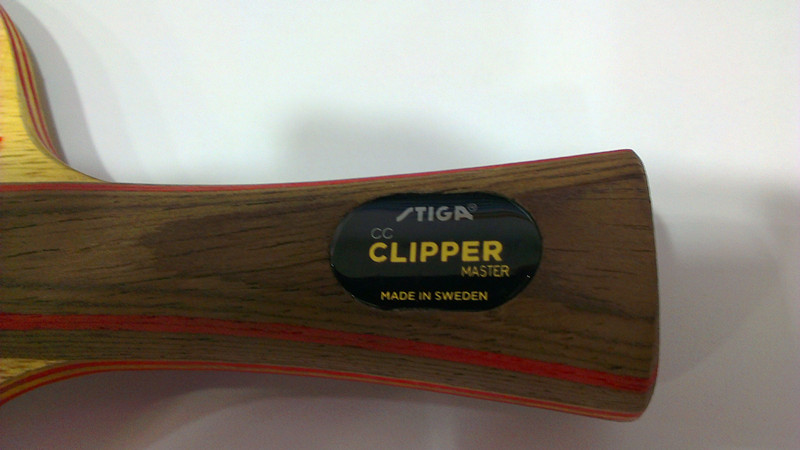 STIGA®
CC
CLIPPER
MASTER
MADE IN SWEDEN